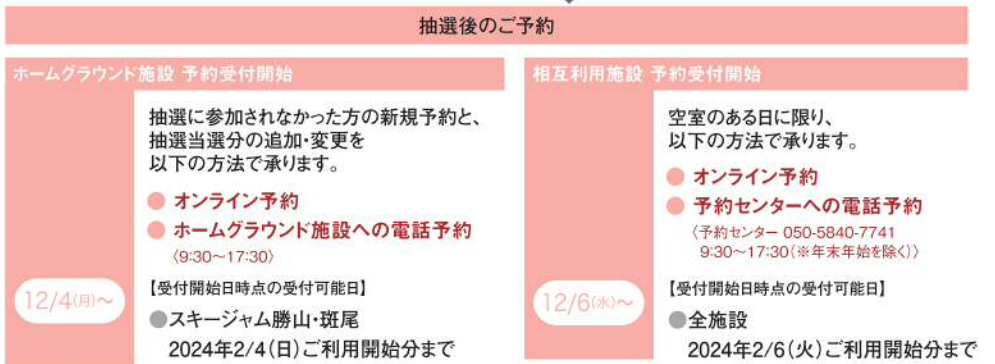 抽選後のご予約
ホームグラウンド施設 予約受付開始
12/4(月)～
抽選に参加されなかった方の新規予約と、
抽選当選分の追加・変更を
以下の方法で承ります。
● オンライン予約
● ホームグラウンド施設への電話予約
〈9:30～17:30〉
【受付開始日時点の受付可能日】
●スキージャム勝山・斑尾
2024年2/4(日)ご利用開始分まで
相互利用施設 予約受付開始
12/6(水)～
空室のある日に限り、
以下の方法で承ります。
● オンライン予約
● 予約センターへの電話予約
〈予約センター 050-5840-7741
9:30～17:30(※年末年始を除く)〉
【受付開始日時点の受付可能日】
●全施設
2024年2/6(火)ご利用開始分まで